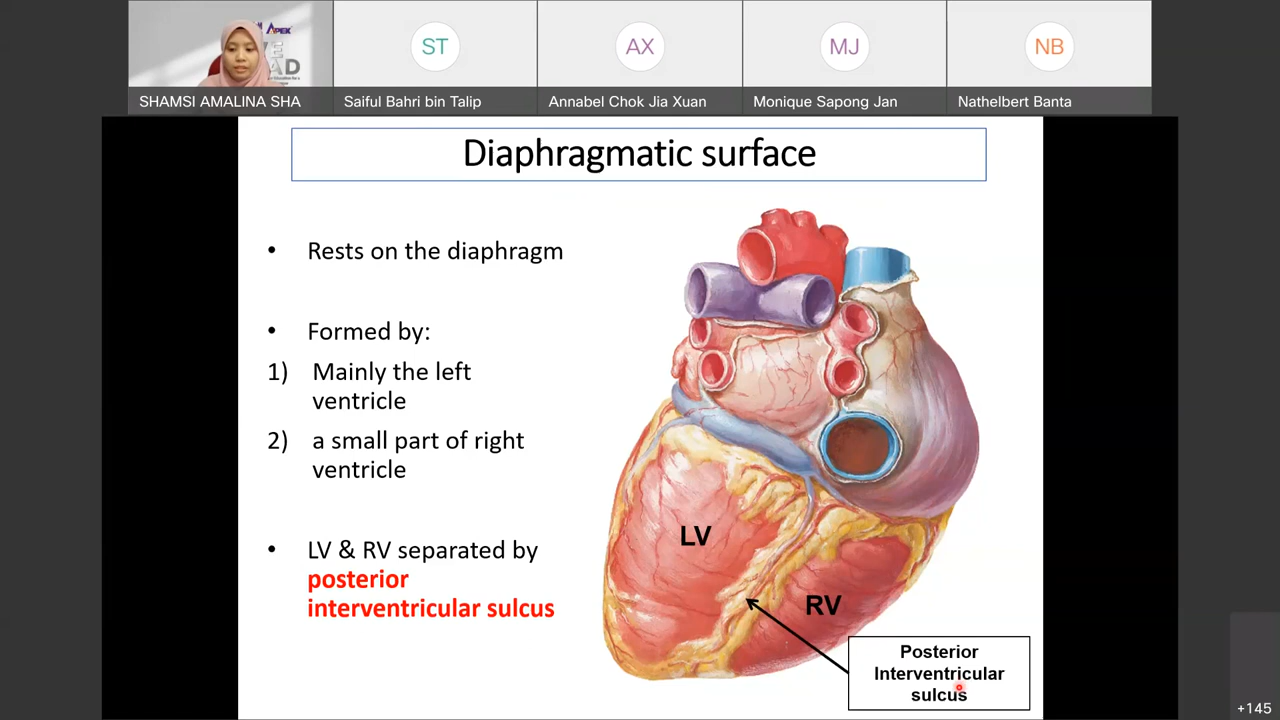 APEK
ST
AX
MJ
NB
SHAMSI AMALINA SHA
Saiful Bahri bin Talip
Annabel Chok Jia Xuan
Monique Sapong Jan
Nathelbert Banta
Diaphragmatic surface
• Rests on the diaphragm
• Formed by:
1) Mainly the left
ventricle
2) a small part of right
ventricle
• LV & RV separated by
posterior
interventricular sulcus
LV
RV
Posterior
Interventricular
sulcus
+145